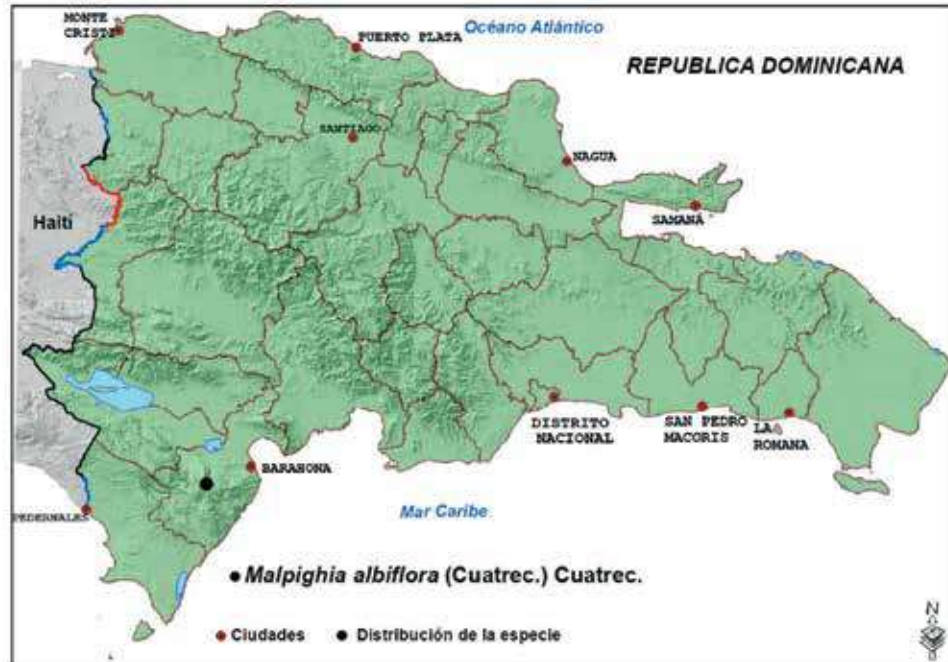 MONTE
CRISTI
PUERTO PLATA
Océano Atlántico
REPUBLICA DOMINICANA
SANTIAGO
NAGUA
Haití
SAMANÁ
DISTRITO
NACIONAL
SAN PEDRO
MACORIS
LA
ROMANA
BARAHONA
PEDERNALES
Mar Caribe
Malpighia albiflora (Cuatrec.) Cuatrec.
Ciudades
Distribución de la especie
N